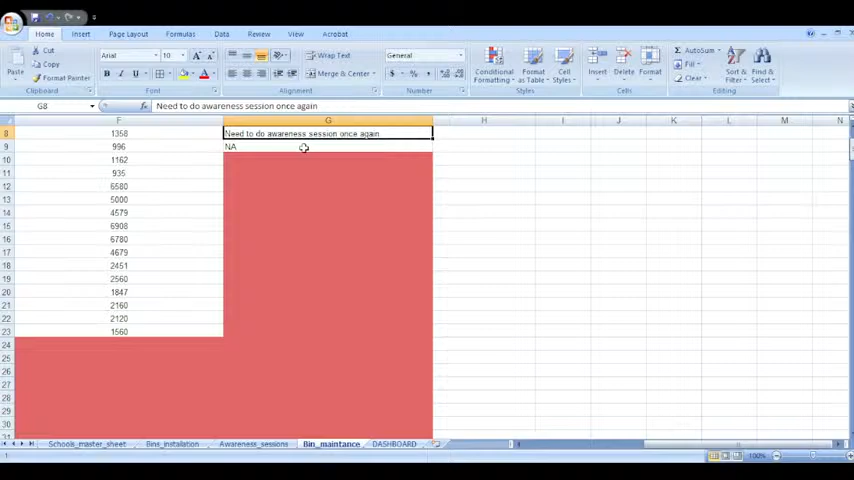 Home Insert Page Layout Formulas Data Review View Acrobat
Cut
Copy
Format Painter
Paste
Clipboard
Arial 10
B I U
Font
Wrap Text
Merge & Center
Alignment
General
$ % ,
Number
Conditional Formatting
Format as Table
Cell Styles
Styles
Insert Delete Format
Cells
AutoSum
Fill
Clear
Sort & Filter
Find & Select
Editing
G8 fx Need to do awareness session once again
F G H I J K L M N
8 1358 Need to do awareness session once again
9 996 NA
10 1162
11 935
12 6580
13 5000
14 4579
15 6908
16 6780
17 4679
18 2451
19 2560
20 1847
21 2160
22 2120
23 1560
24
25
26
27
28
29
30
31
Schools_master_sheet Bins_installation Awareness_sessions Bin_maintance DASHBOARD
1 100%